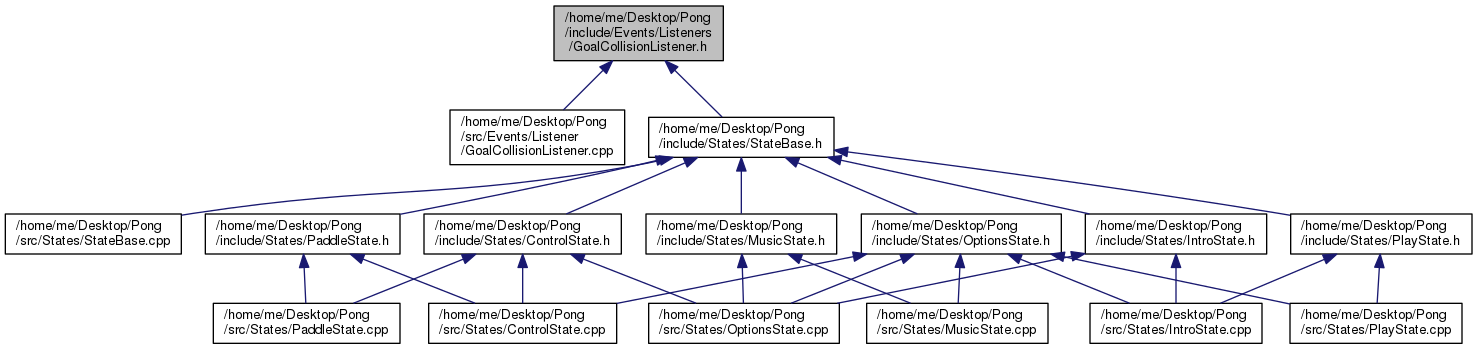 /home/me/Desktop/Pong
/include/Events/Listeners
/GoalCollisionListener.h
/home/me/Desktop/Pong
/src/Events/Listener
/GoalCollisionListener.cpp
/home/me/Desktop/Pong
/include/States/StateBase.h
/home/me/Desktop/Pong
/src/States/StateBase.cpp
/home/me/Desktop/Pong
/include/States/PaddleState.h
/home/me/Desktop/Pong
/include/States/ControlState.h
/home/me/Desktop/Pong
/include/States/MusicState.h
/home/me/Desktop/Pong
/include/States/OptionsState.h
/home/me/Desktop/Pong
/include/States/IntroState.h
/home/me/Desktop/Pong
/include/States/PlayState.h
/home/me/Desktop/Pong
/src/States/PaddleState.cpp
/home/me/Desktop/Pong
/src/States/ControlState.cpp
/home/me/Desktop/Pong
/src/States/OptionsState.cpp
/home/me/Desktop/Pong
/src/States/MusicState.cpp
/home/me/Desktop/Pong
/src/States/IntroState.cpp
/home/me/Desktop/Pong
/src/States/PlayState.cpp